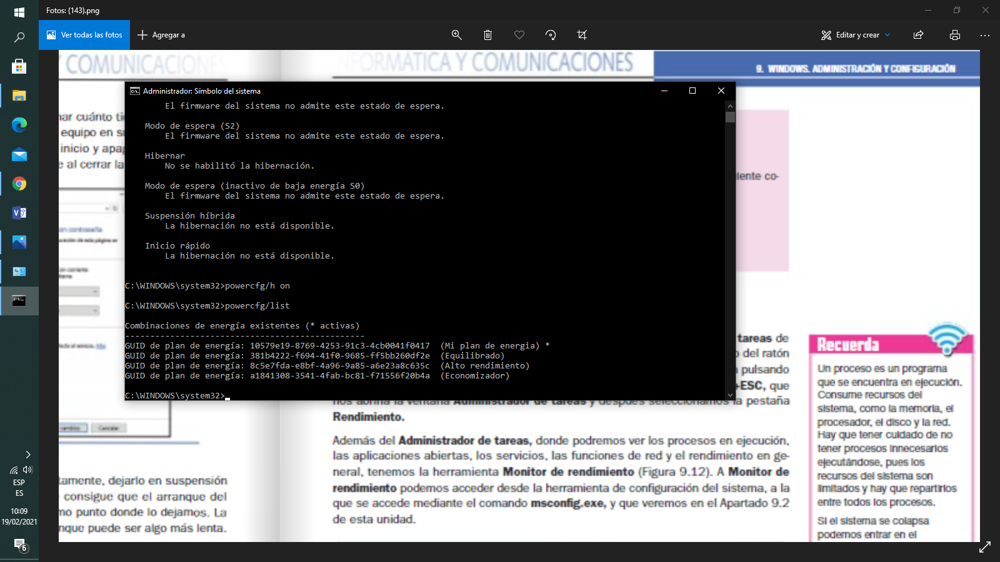 Fotos: (143).png
Ver todas las fotos
Agregar a
Editar y crear
Y COMUNICACIONES
INFORMÁTICA Y COMUNICACIONES
9. WINDOWS. ADMINISTRACIÓN Y CONFIGURACIÓN
Administrador: Símbolo del sistema
El firmware del sistema no admite este estado de espera.
Modo de espera (S2)
El firmware del sistema no admite este estado de espera.
Hibernar
No se habilitó la hibernación.
Modo de espera (inactivo de baja energía S0)
El firmware del sistema no admite este estado de espera.
Suspensión híbrida
La hibernación no está disponible.
Inicio rápido
La hibernación no está disponible.
C:\WINDOWS\system32>powercfg/h on
C:\WINDOWS\system32>powercfg/list
Combinaciones de energía existentes (* activas)
-----------------------------------------------
GUID de plan de energía: 10579e19-8769-4253-91c3-4cb0041f0417  (Mi plan de energia) *
GUID de plan de energía: 381b4222-f694-41f0-9685-ff5bb260df2e  (Equilibrado)
GUID de plan de energía: 8c5e7fda-e8bf-4a96-9a85-a6e23a8c635c  (Alto rendimiento)
GUID de plan de energía: a1841308-3541-4fab-bc81-f71556f20b4a  (Economizador)
C:\WINDOWS\system32>
nar cuánto ti
equipo en s
inicio y apag
e al cerrar la
on contraseña
Con corriente
cambios
Cancelar
tamente, dejarlo en suspensión
consigue que el arranque del
mo punto donde lo dejamos. La
nque puede ser algo más lenta.
iente co-
tareas de
o del ratón
pulsando
+ESC, que
nos abrirá la ventana Administrador de tareas y después seleccionamos la pestaña
Rendimiento.
Además del Administrador de tareas, donde podremos ver los procesos en ejecución,
las aplicaciones abiertas, los servicios, las funciones de red y el rendimiento en ge-
neral, tenemos la herramienta Monitor de rendimiento (Figura 9.12). A Monitor de
rendimiento podemos acceder desde la herramienta de configuración del sistema, a la
que se accede mediante el comando msconfig.exe, y que veremos en el Apartado 9.2
de esta unidad.
Recuerda
Un proceso es un programa
que se encuentra en ejecución.
Consume recursos del
sistema, como la memoria, el
procesador, el disco y la red.
Hay que tener cuidado de no
tener procesos innecesarios
ejecutándose, pues los
recursos del sistema son
limitados y hay que repartirlos
entre todos los procesos.
Si el sistema se colapsa
podemos entrar en el
ESP
ES
10:09
19/02/2021
6